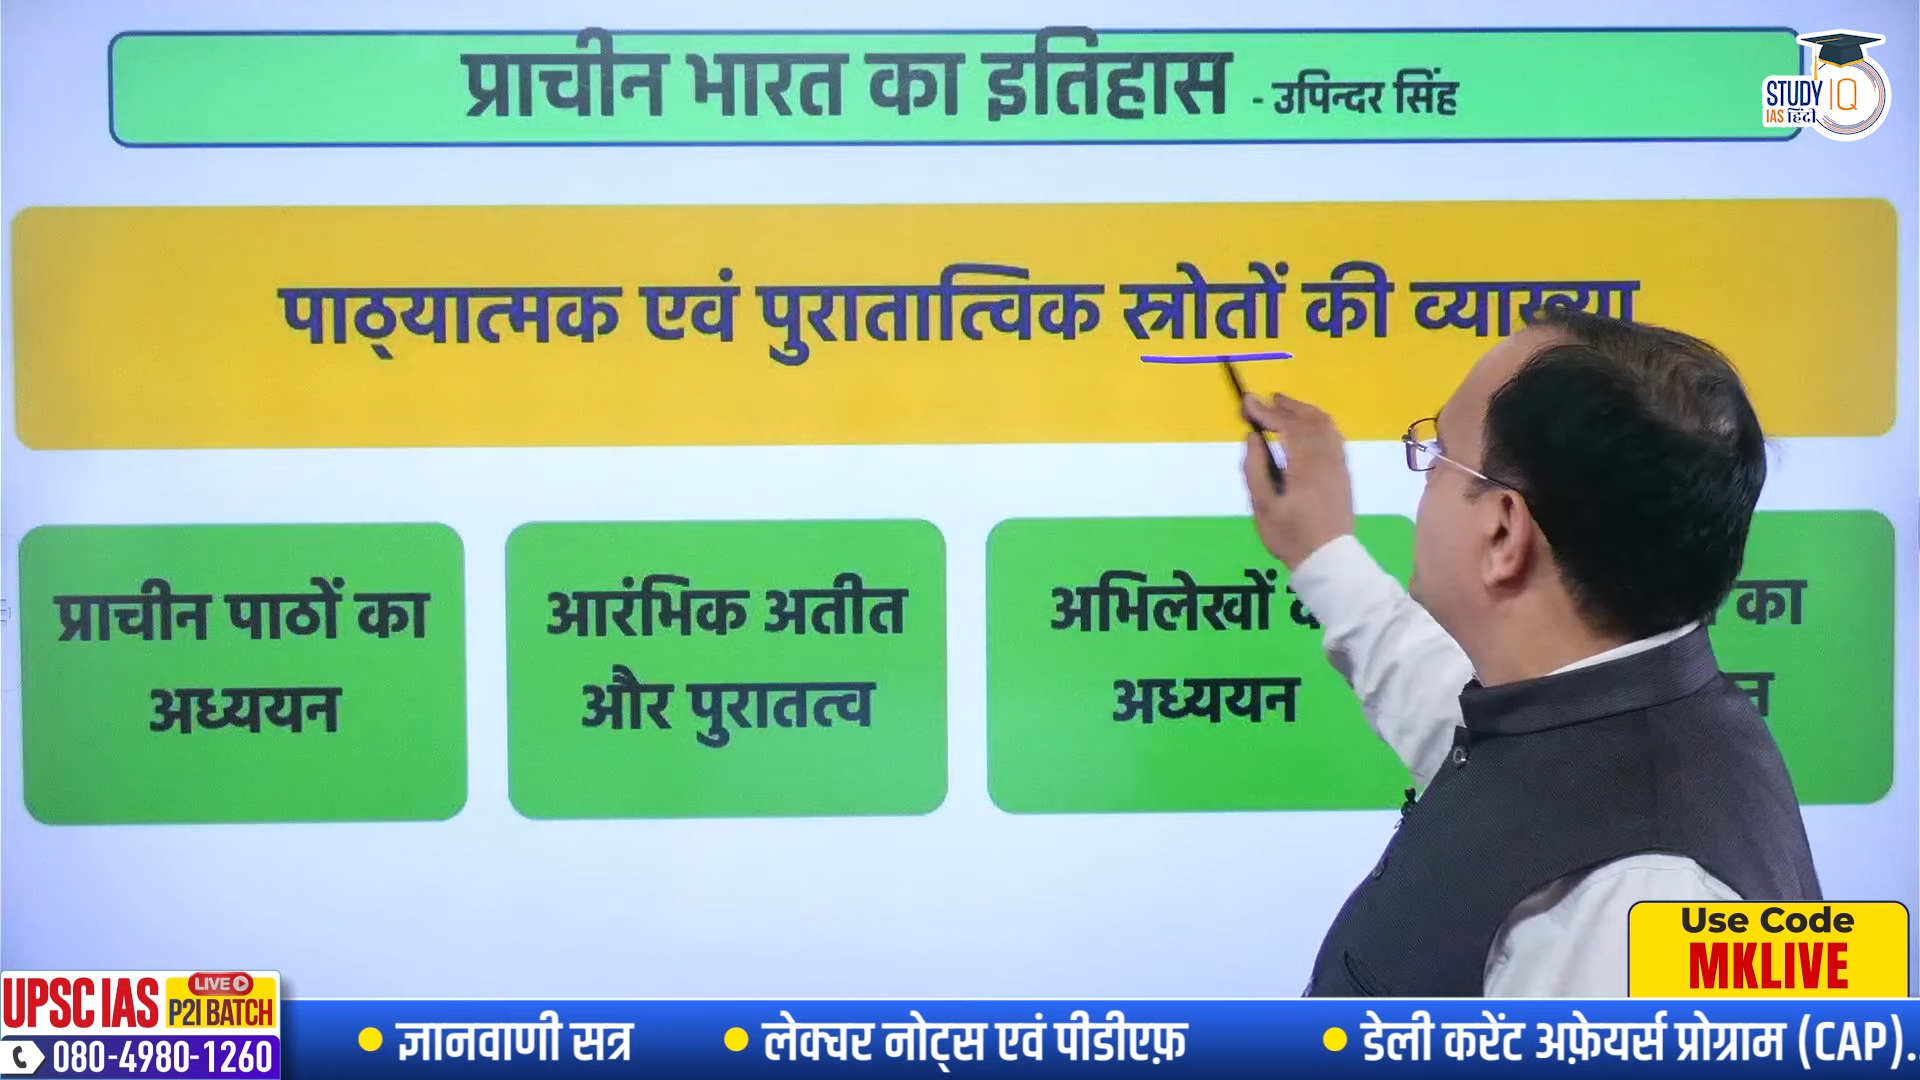 प्राचीन भारत का इतिहास - उपिन्दर सिंह
STUDY IQ
IAS हिंदी
पाठ्यात्मक एवं पुरातात्विक स्रोतों की व्याख्या
प्राचीन पाठों का
अध्ययन
आरंभिक अतीत
और पुरातत्व
अभिलेखों
अध्ययन
का
Use Code
MKLIVE
UPSC IAS
LIVE
P2I BATCH
080-4980-1260
ज्ञानवाणी सत्र
लेक्चर नोट्स एवं पीडीएफ़
डेली करेंट अफ़ेयर्स प्रोग्राम (CAP).